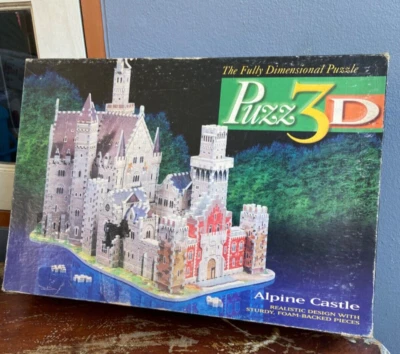 The Fully Dimensional Puzzle
Puzz3D
Alpine Castle
REALISTIC DESIGN WITH
STURDY, FOAM-BACKED PIECES